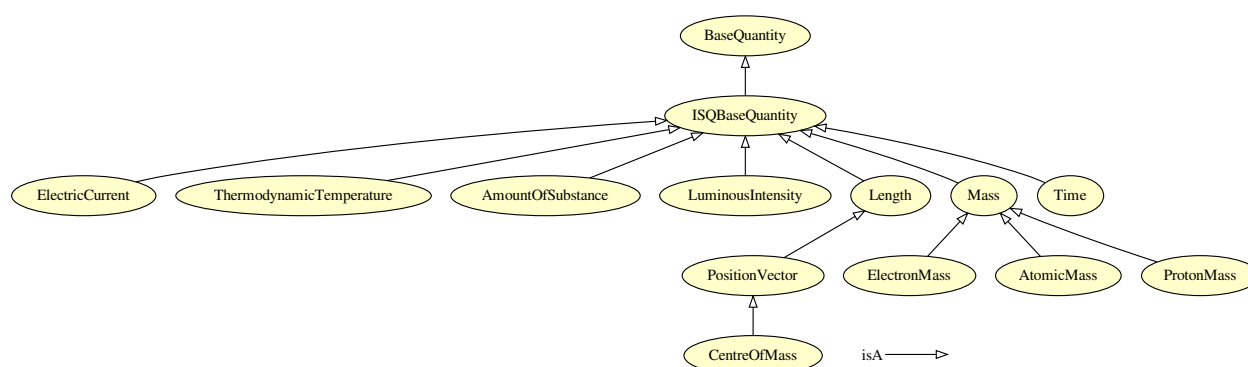 BaseQuantity
ISQBaseQuantity
ElectricCurrent
ThermodynamicTemperature
AmountOfSubstance
LuminousIntensity
Length
Mass
Time
PositionVector
ElectronMass
AtomicMass
ProtonMass
CentreOfMass
isA